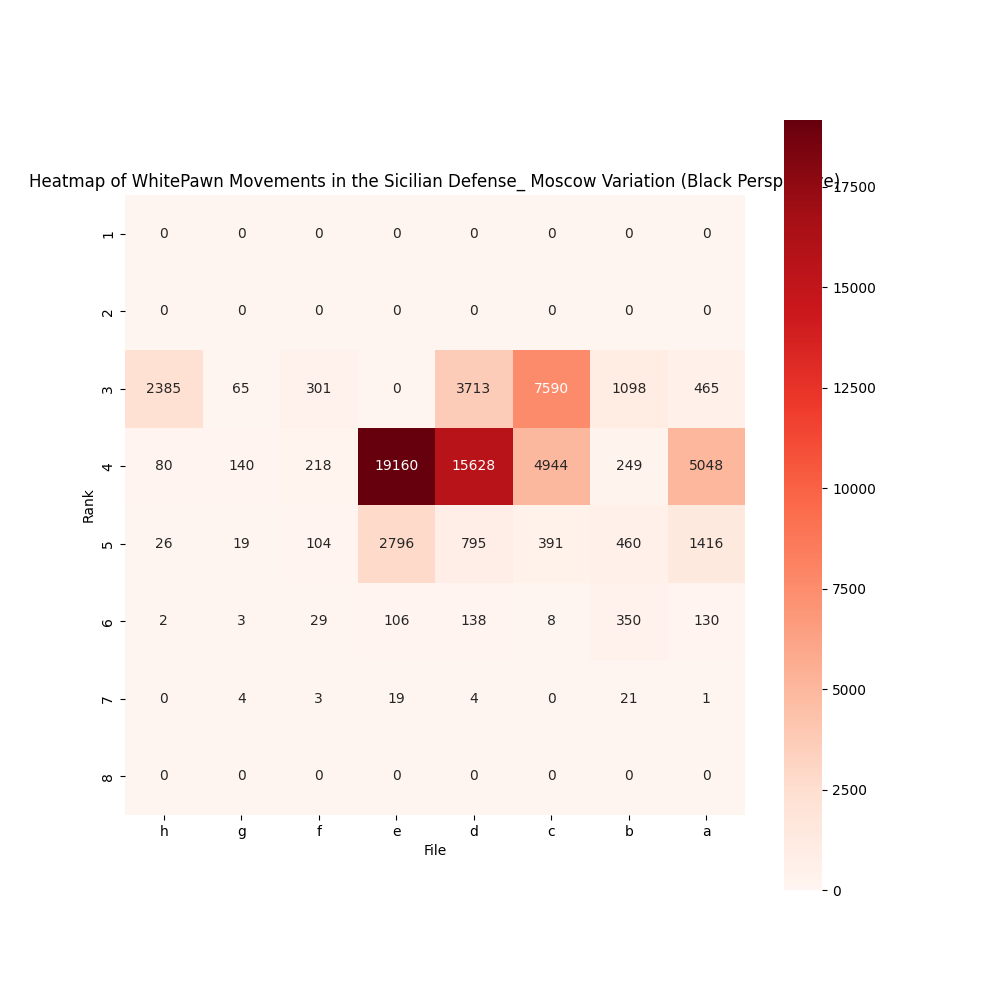 Heatmap of WhitePawn Movements in the Sicilian Defense_ Moscow Variation (Black Perspective)
1 0 0 0 0 0 0 0 0
2 0 0 0 0 0 0 0 0
3 2385 65 301 0 3713 7590 1098 465
4 80 140 218 19160 15628 4944 249 5048
5 26 19 104 2796 795 391 460 1416
6 2 3 29 106 138 8 350 130
7 0 4 3 19 4 0 21 1
8 0 0 0 0 0 0 0 0
h g f e d c b a
File
Rank
17500
15000
12500
10000
7500
5000
2500
0